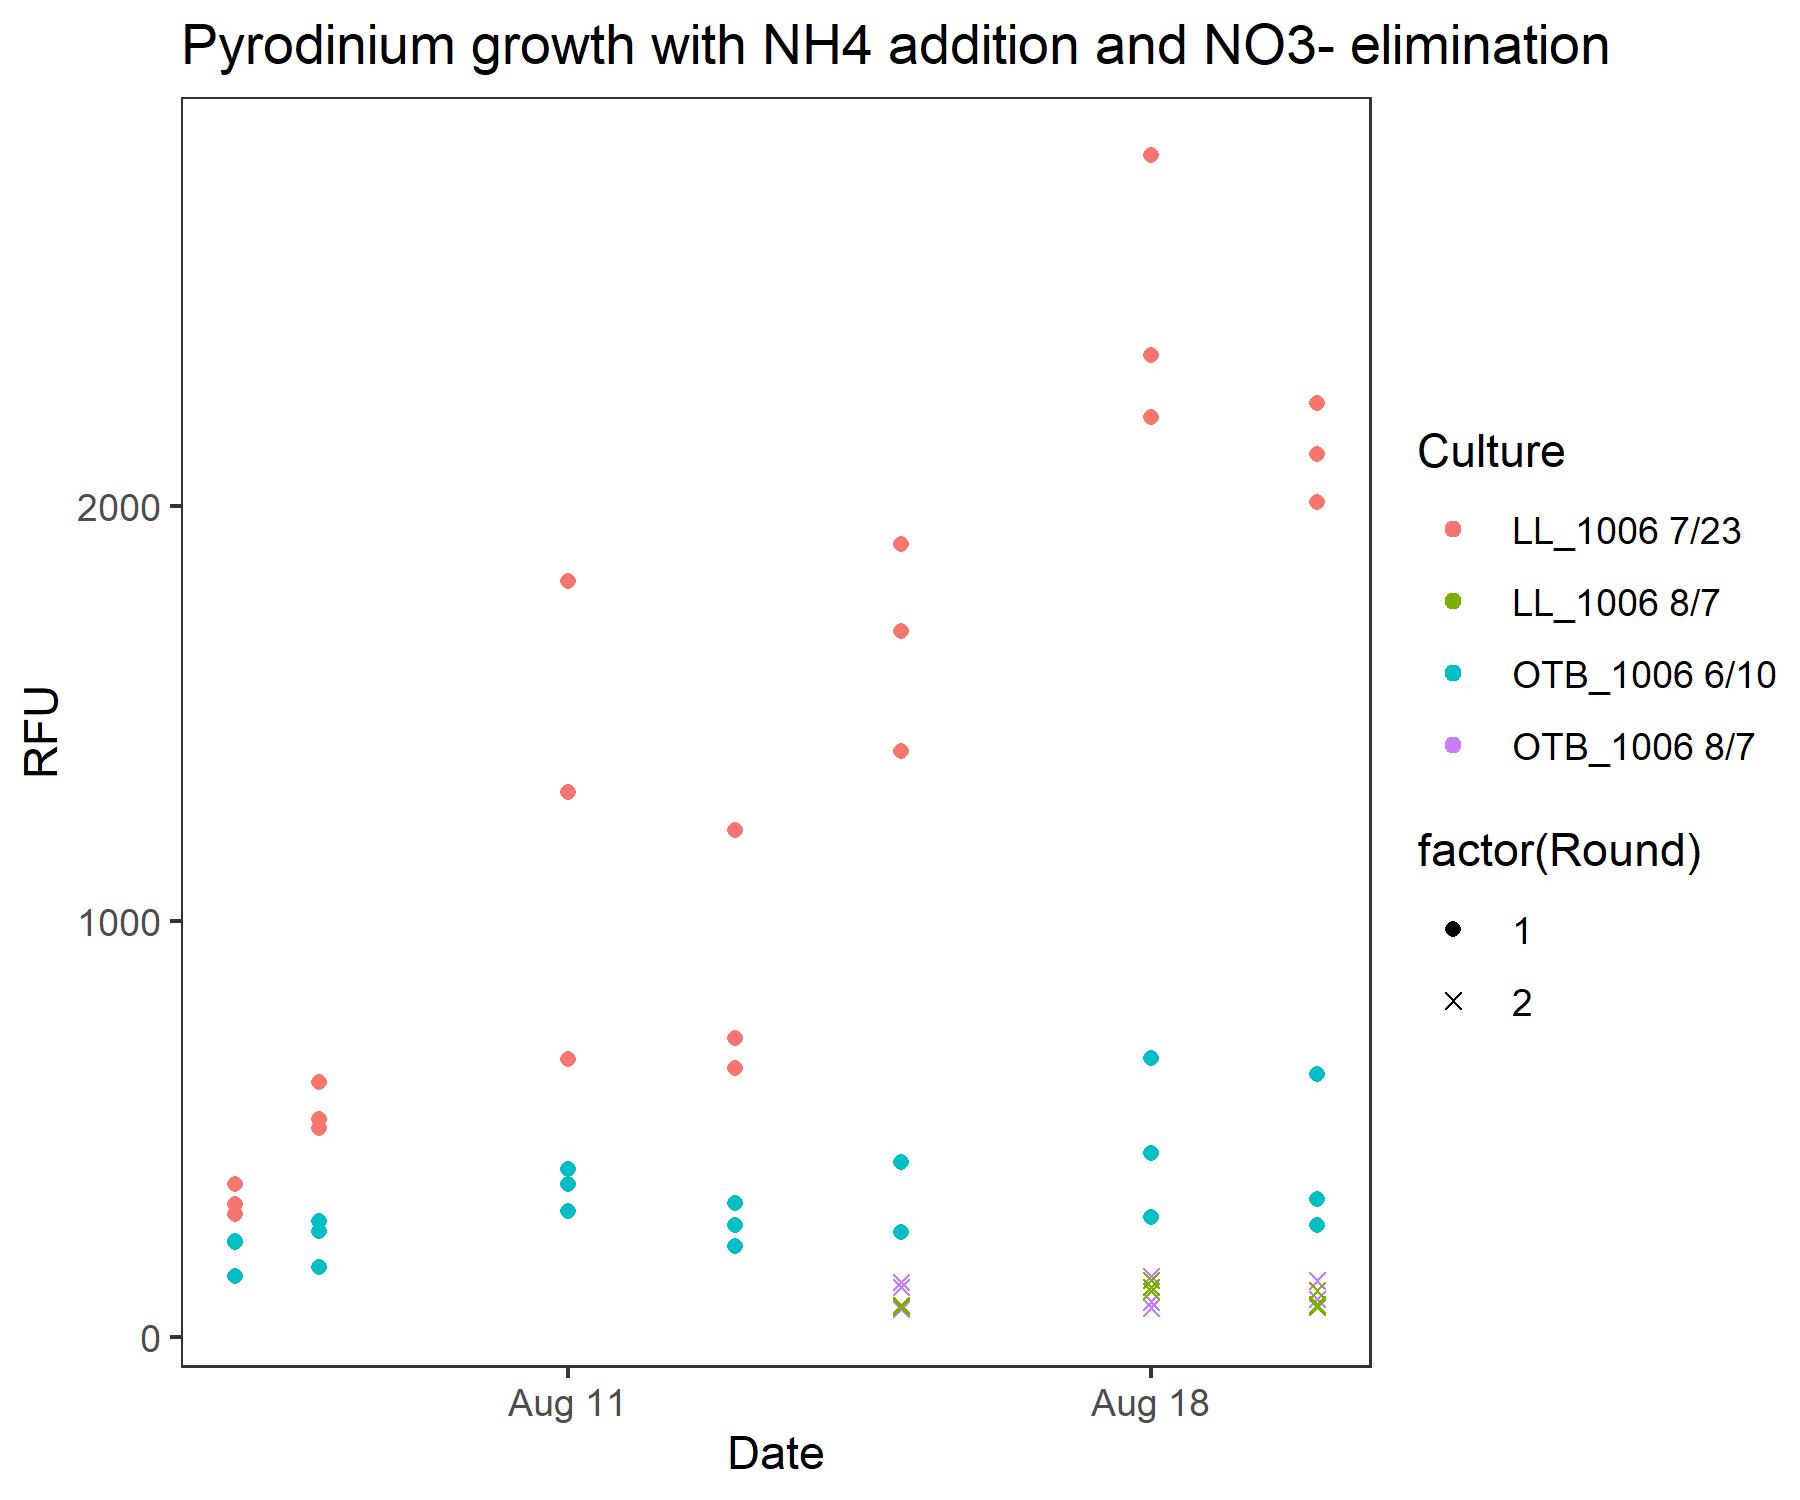 Pyrodinium growth with NH4 addition and NO3- elimination
2000
1000
0
RFU
Aug 11
Aug 18
Date
Culture
LL_1006 7/23
LL_1006 8/7
OTB_1006 6/10
OTB_1006 8/7
factor(Round)
1
2